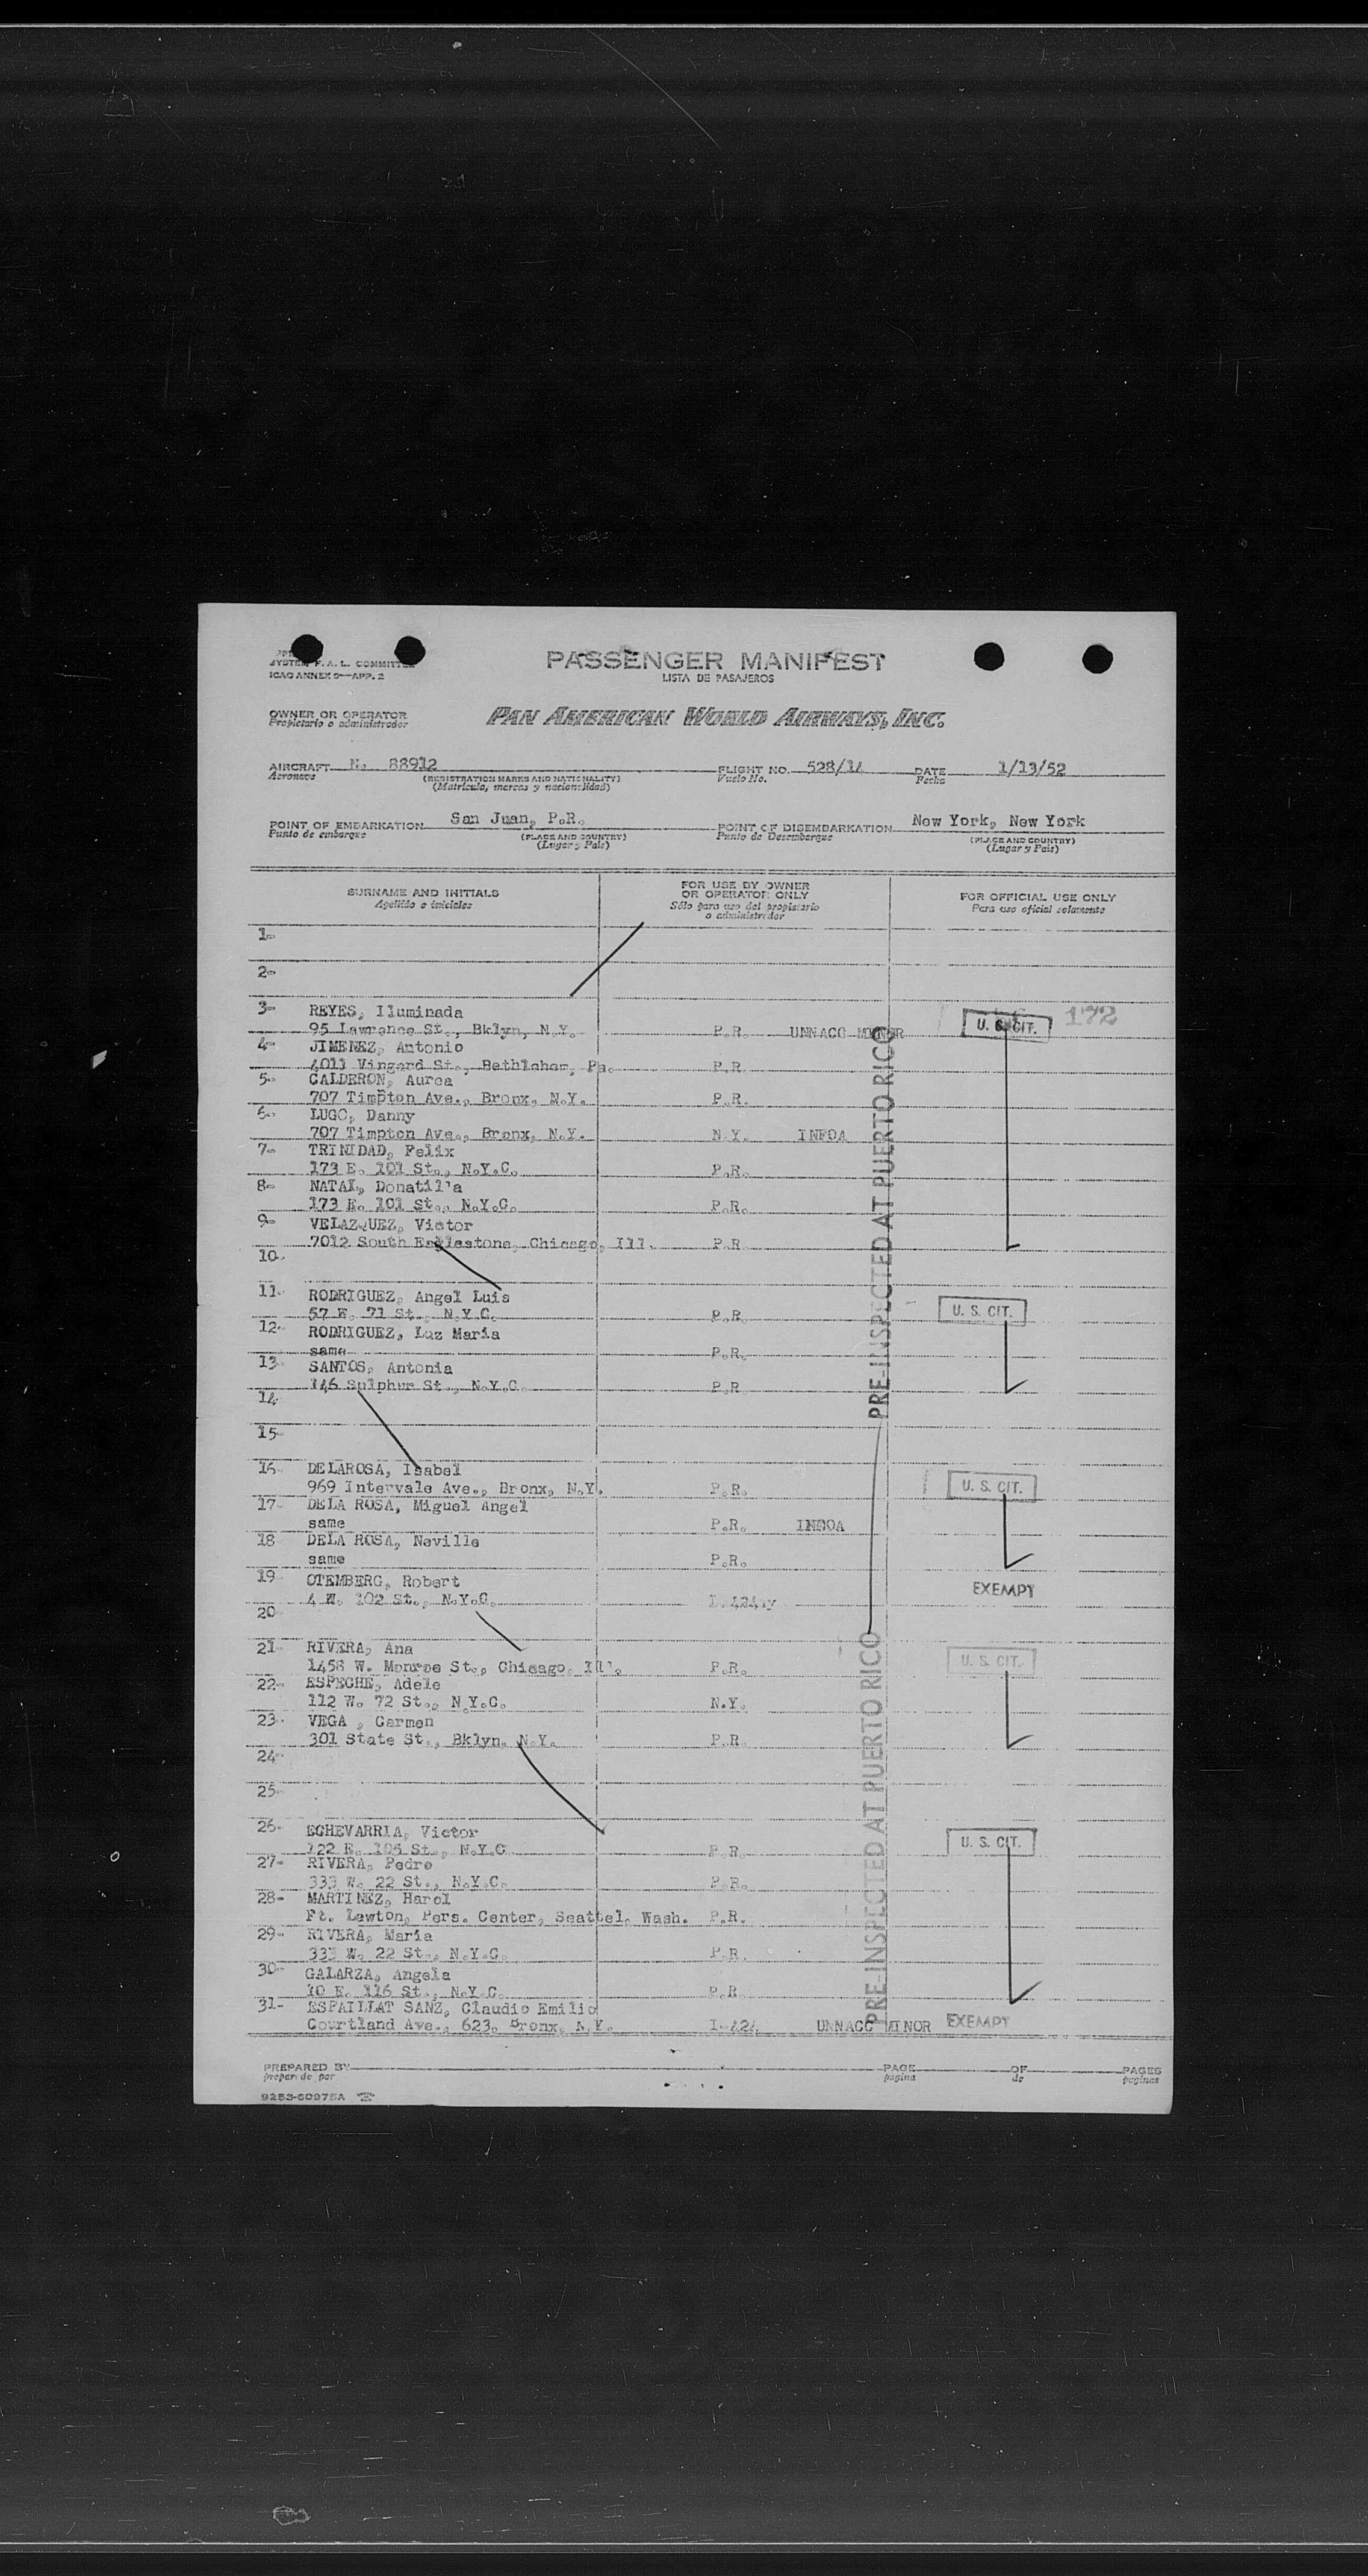 SYSTEM F. A. L. COMMITTEE
ICAO ANNEX 9—APP. 2
PASSENGER MANIFEST
LISTA DE PASAJEROS
OWNER OR OPERATOR
Propietario o administrador
PAN AMERICAN WORLD AIRWAYS, INC.
AIRCRAFT N. 88912 FLIGHT NO. 528/14 DATE 1/13/52
Aeronave (REGISTRATION MARKS AND NATIONALITY) Vuelo No. Fecha
(Matricula, marcas y nacionalidad)
POINT OF EMBARKATION San Juan, P.R. POINT OF DISEMBARKATION New York, New York
Punto de embarque (PLACE AND COUNTRY) Punto de Desembarque (PLACE AND COUNTRY)
(Lugar y Pais) (Lugar y Pais)
SURNAME AND INITIALS FOR USE BY OWNER OR OPERATOR ONLY FOR OFFICIAL USE ONLY
Apellido e iniciales Sólo para uso del propietario o administrador Para uso oficial solamente
1-
2-
3- REYES, Iluminada U. S. CIT. 172
95 Lawrence St., Bklyn, N.Y. P.R. UNNACC MINOR
4- JIMENEZ, Antonio
4011 Vingard St., Bethlehem, Pa. P.R.
5- CALDERON, Aurea
707 Timpton Ave., Bronx, N.Y. P.R.
6- LUGO, Danny
707 Timpton Ave., Bronx, N.Y. N.Y. INFOA
7- TRINIDAD, Felix
173 E. 101 St., N.Y.C. P.R.
8- NATAL, Donatila
173 E. 101 St., N.Y.C. P.R.
9- VELAZQUEZ, Victor
7012 South Chicago, Ill. P.R.
10-
11- RODRIGUEZ, Angel Luis U. S. CIT.
57 E. 71 St., N.Y.C. P.R.
12- RODRIGUEZ, Luz Maria
same P.R.
13- SANTOS, Antonia
146 Sulphur St., N.Y.C. P.R.
14-
15-
PRE-INSPECTED AT PUERTO RICO
16- DELAROSA, Isabel U. S. CIT.
969 Intervale Ave., Bronx, N.Y. P.R.
17- DELA ROSA, Miguel Angel
same P.R. INFOA
18- DELA ROSA, Neville
same P.R.
19- OTEMBERG, Robert EXEMPT
4 W. 102 St., N.Y.C.
20-
21- RIVERA, Ana U. S. CIT.
1458 W. Monroe St., Chicago, Ill. P.R.
22- ESPECHE, Adele
112 W. 72 St., N.Y.C. N.Y.
23- VEGA , Carmen
301 State St., Bklyn. N.Y. P.R.
24-
25-
PRE-INSPECTED AT PUERTO RICO
26- ECHEVARRIA, Victor U. S. CIT.
122 E. 105 St., N.Y.C P.R.
27- RIVERA, Pedro
333 W. 22 St., N.Y.C. P.R.
28- MARTINEZ, Harol
Ft. Lawton, Pers. Center, Seattel, Wash. P.R.
29- RIVERA, Maria
333 W. 22 St., N.Y.C. P.R.
30- GALARZA, Angela
10 E. 116 St., N.Y.C. P.R.
31- ESPAILLAT SANZ, Claudio Emilio
Courtland Ave., 623, Bronx, N.Y. I-424 UNNACC MINOR EXEMPT
PREPARED BY PAGE OF PAGES
preparado por pagina de paginas
9253-60975A